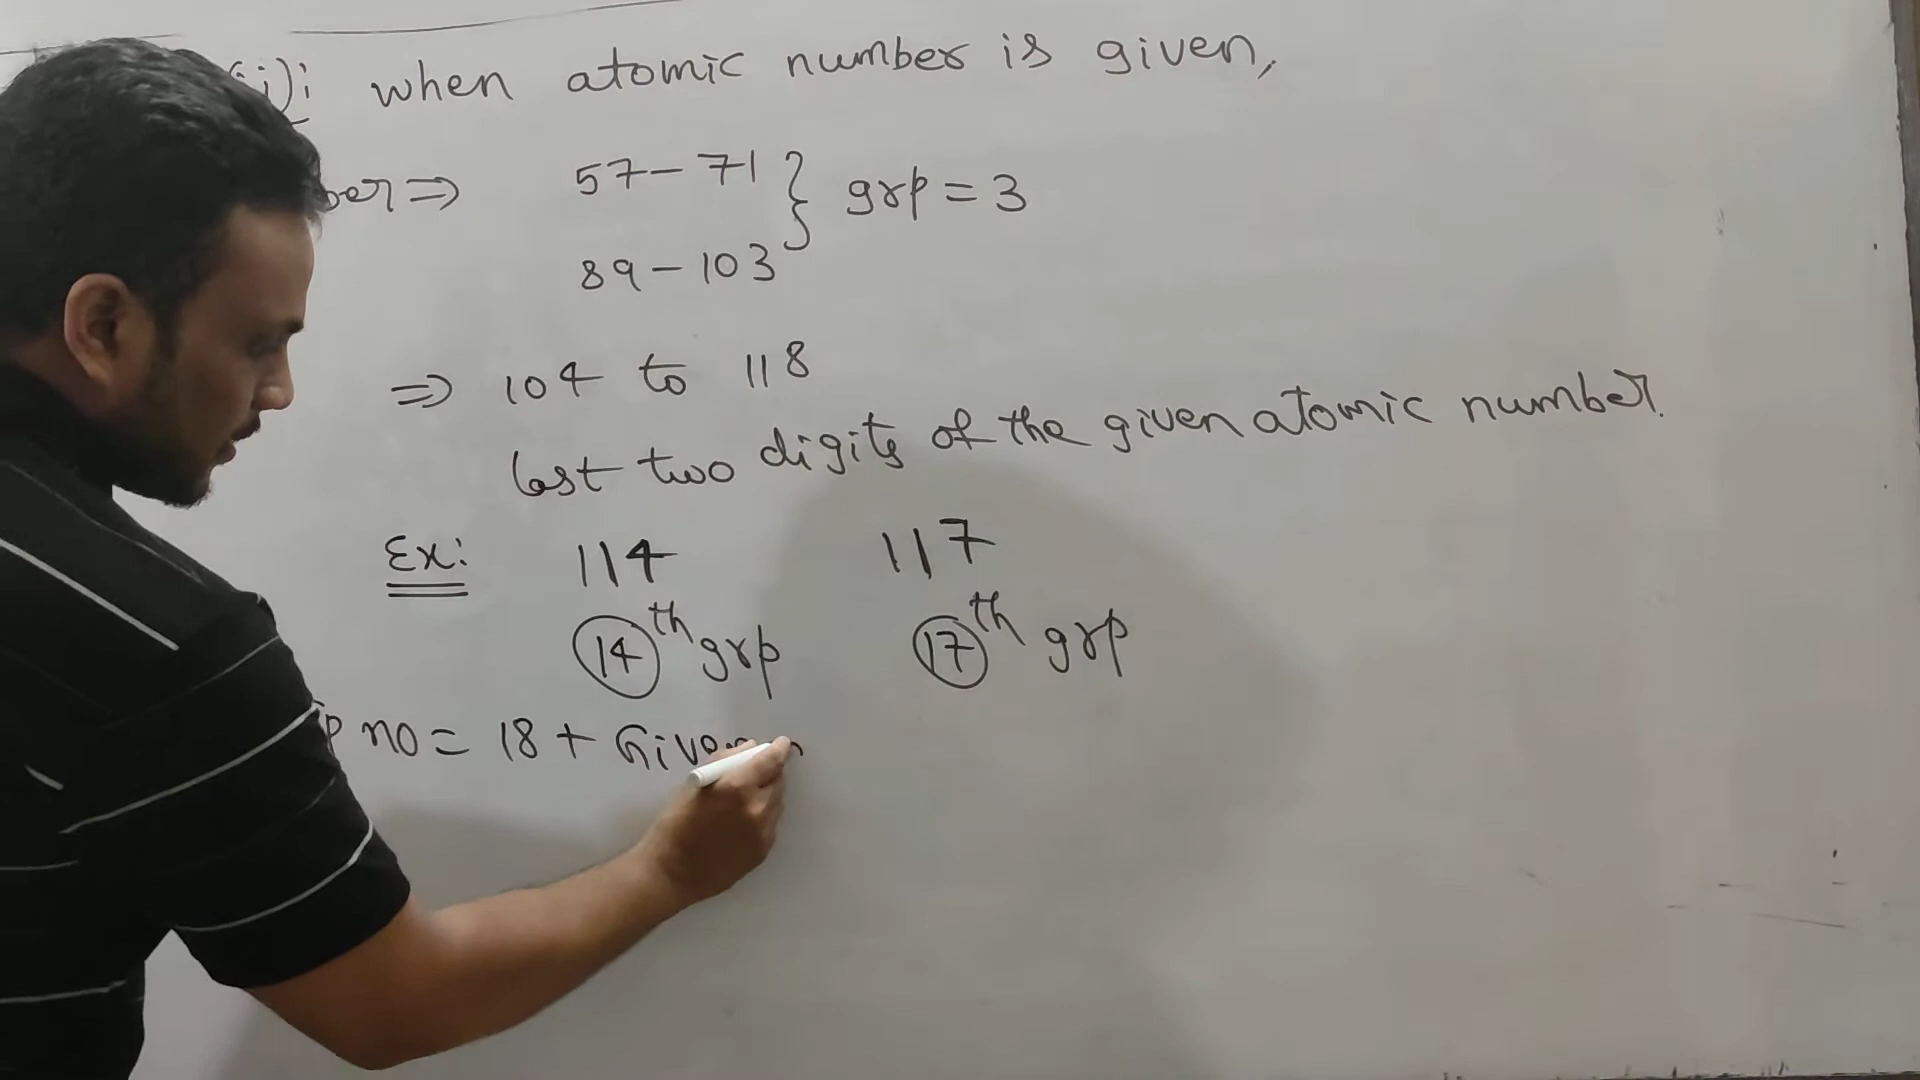 when atomic number is given,
57-71 } grp = 3
89-103
⇒ 104 to 118
last two digits of the given atomic number.
Ex: 114 117
14th grp 17th grp
no = 18 + Given